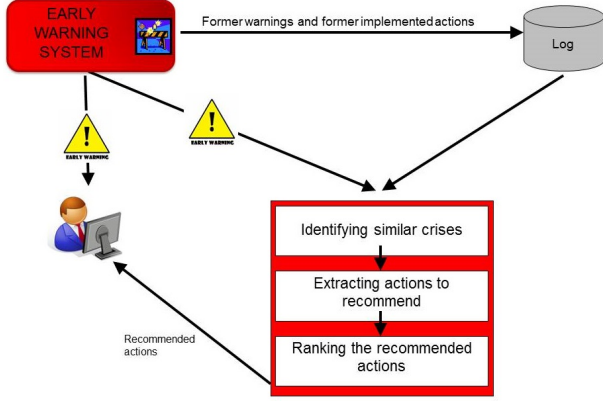 EARLY
WARNING
SYSTEM
Former warnings and former implemented actions
Log
!
EARLY WARNING
!
EARLY WARNING
Identifying similar crises
Extracting actions to
recommend
Ranking the recommended
actions
Recommended
actions